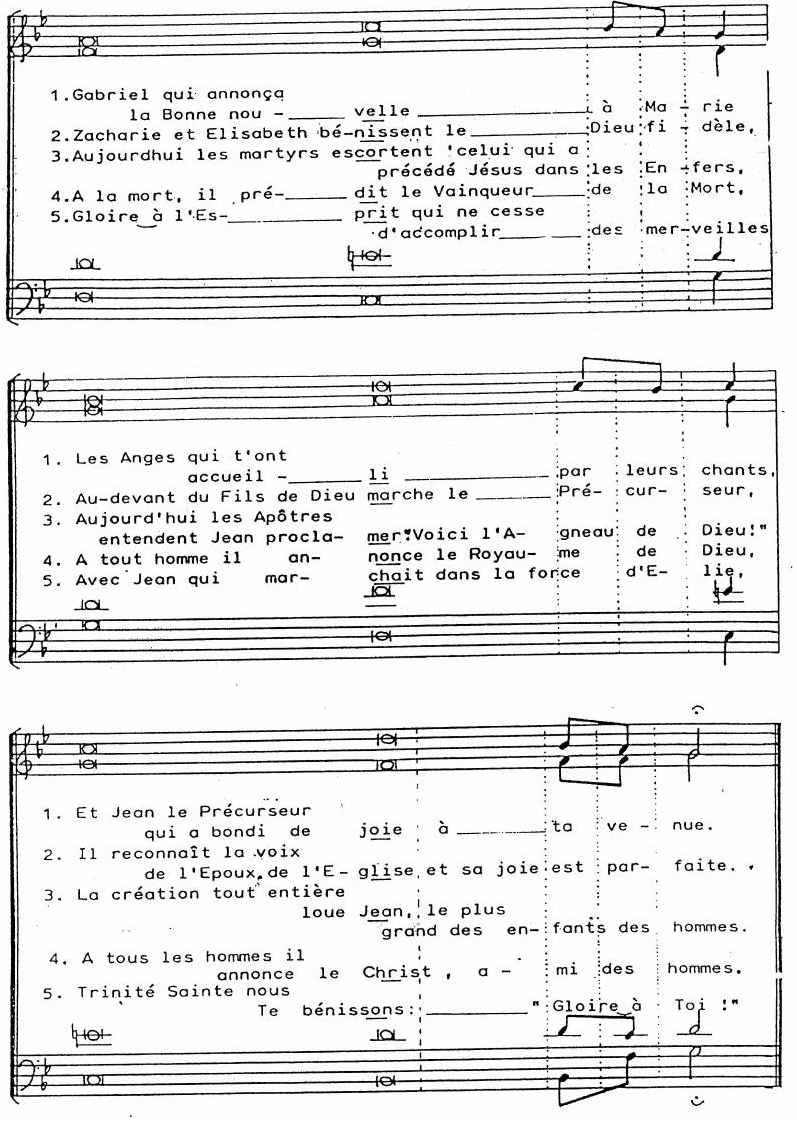 1.Gabriel qui annonça
la Bonne nou - velle à Ma - rie
2.Zacharie et Elisabeth bé-nissent le Dieu fi - dèle,
3.Aujourdhui les martyrs escortent celui qui a
précédé Jésus dans les En - fers,
4.A la mort, il pré- dit le Vainqueur de la Mort,
5.Gloire à l'Es- prit qui ne cesse
d'accomplir des mer-veilles
1. Les Anges qui t'ont
accueil - li par leurs chants,
2. Au-devant du Fils de Dieu marche le Pré- cur- seur,
3. Aujourd'hui les Apôtres
entendent Jean procla- mer"Voici l'A- gneau de Dieu!"
4. A tout homme il an- nonce le Royau- me de Dieu,
5. Avec Jean qui mar- chait dans la force d'E- lie,
1. Et Jean le Précurseur
qui a bondi de joie à ta ve - nue.
2. Il reconnaît la voix
de l'Epoux, de l'E- glise et sa joie est par- faite.
3. La création tout entière
loue Jean, le plus
grand des en- fants des hommes.
4. A tous les hommes il
annonce le Christ , a - mi des hommes.
5. Trinité Sainte nous
Te bénissons: " Gloire à Toi !"